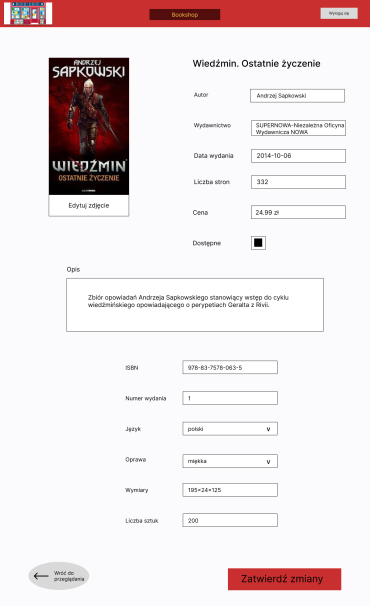 Bookshop
Wyloguj się
Wiedźmin. Ostatnie życzenie
ANDRZEJ
SAPKOWSKI
WIEDŹMIN
OSTATNIE ŻYCZENIE
Edytuj zdjęcie
Autor
Andrzej Sapkowski
Wydawnictwo
SUPERNOWA-Niezależna Oficyna
Wydawnicza NOWA
Data wydania
2014-10-06
Liczba stron
332
Cena
24.99 zł
Dostępne
Opis
Zbiór opowiadań Andrzeja Sapkowskiego stanowiący wstęp do cyklu
wiedźmińskiego opowiadającego o perypetiach Geralta z Rivii.
ISBN
978-83-7578-063-5
Numer wydania
1
Język
polski
Oprawa
miękka
Wymiary
195x24x125
Liczba sztuk
200
Wróć do
przeglądania
Zatwierdź zmiany